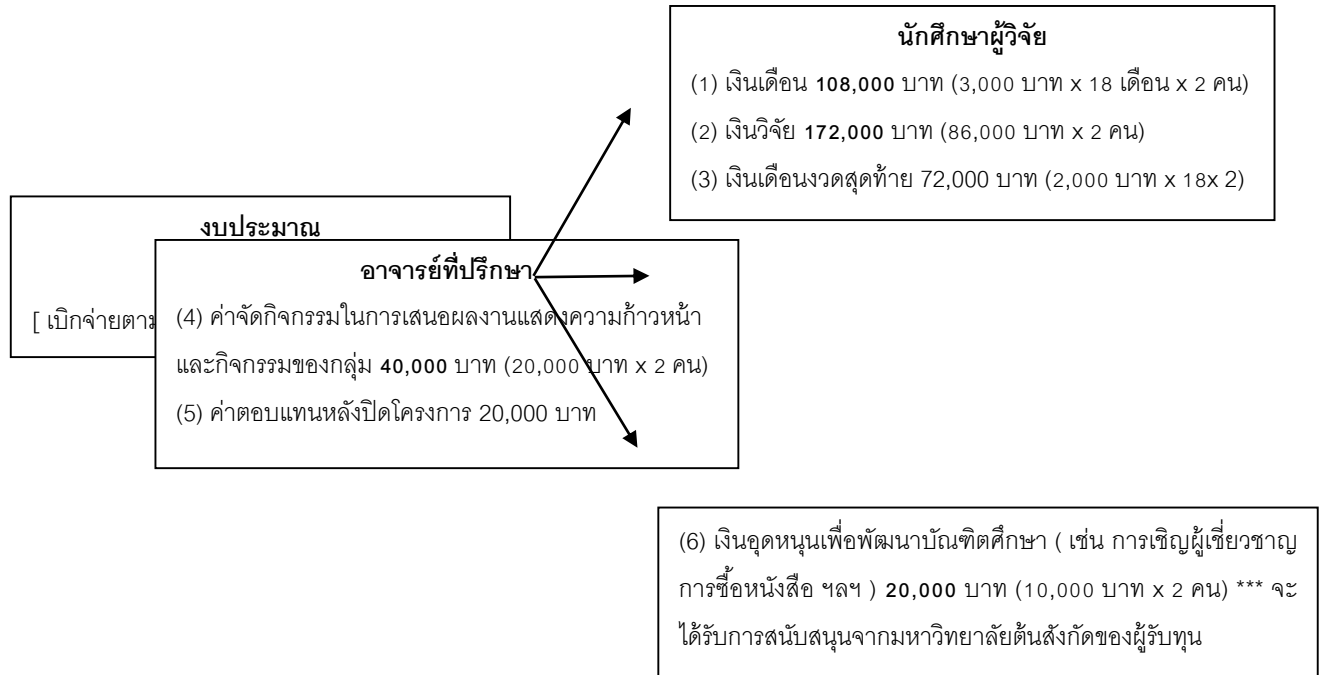 นักศึกษาผู้วิจัย
(1) เงินเดือน 108,000 บาท (3,000 บาท x 18 เดือน x 2 คน)
(2) เงินวิจัย 172,000 บาท (86,000 บาท x 2 คน)
(3) เงินเดือนงวดสุดท้าย 72,000 บาท (2,000 บาท x 18x 2)
งบประมาณ
[ เบิกจ่ายตาม
อาจารย์ที่ปรึกษา
(4) ค่าจัดกิจกรรมในการเสนอผลงานแสดงความก้าวหน้า
และกิจกรรมของกลุ่ม 40,000 บาท (20,000 บาท x 2 คน)
(5) ค่าตอบแทนหลังปิดโครงการ 20,000 บาท
(6) เงินอุดหนุนเพื่อพัฒนาบัณฑิตศึกษา ( เช่น การเชิญผู้เชี่ยวชาญ
การซื้อหนังสือ ฯลฯ ) 20,000 บาท (10,000 บาท x 2 คน) *** จะ
ได้รับการสนับสนุนจากมหาวิทยาลัยต้นสังกัดของผู้รับทุน